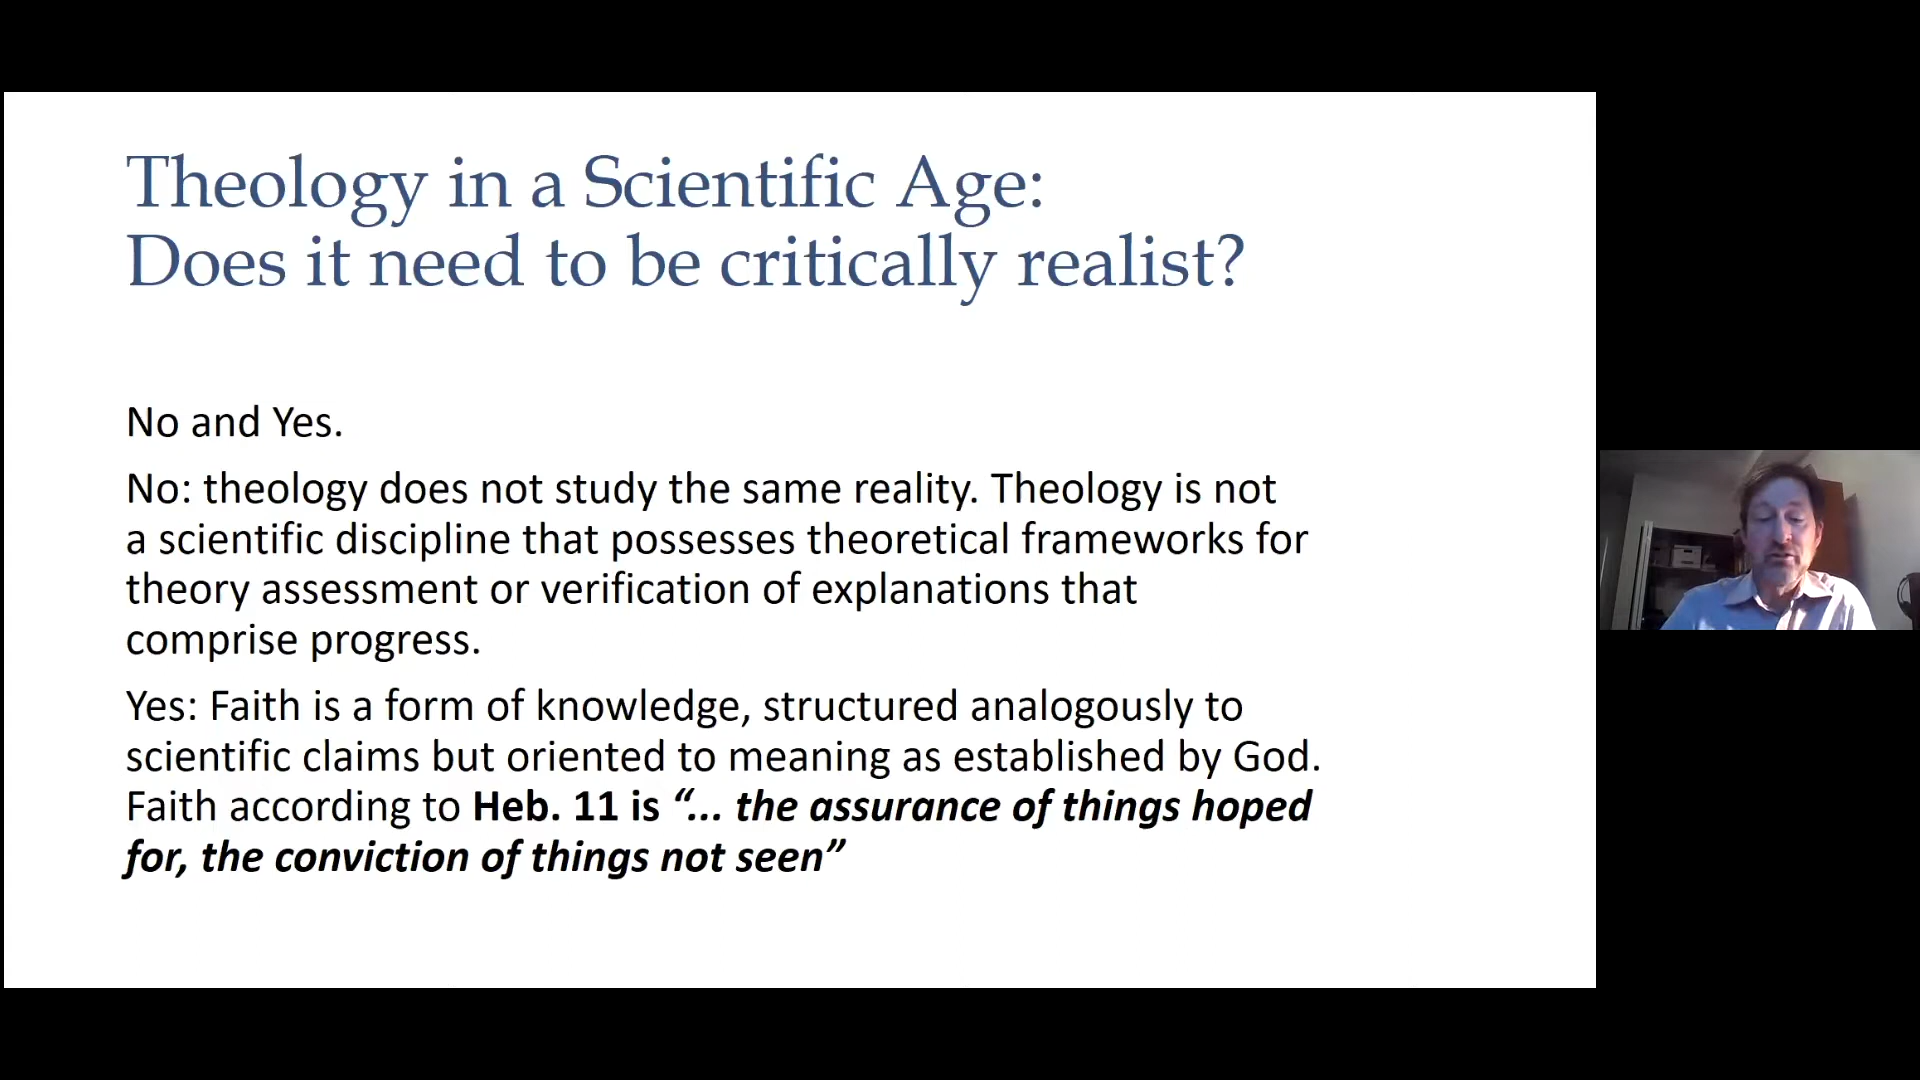 Theology in a Scientific Age:
Does it need to be critically realist?
No and Yes.
No: theology does not study the same reality. Theology is not
a scientific discipline that possesses theoretical frameworks for
theory assessment or verification of explanations that
comprise progress.
Yes: Faith is a form of knowledge, structured analogously to
scientific claims but oriented to meaning as established by God.
Faith according to Heb. 11 is “... the assurance of things hoped
for, the conviction of things not seen”